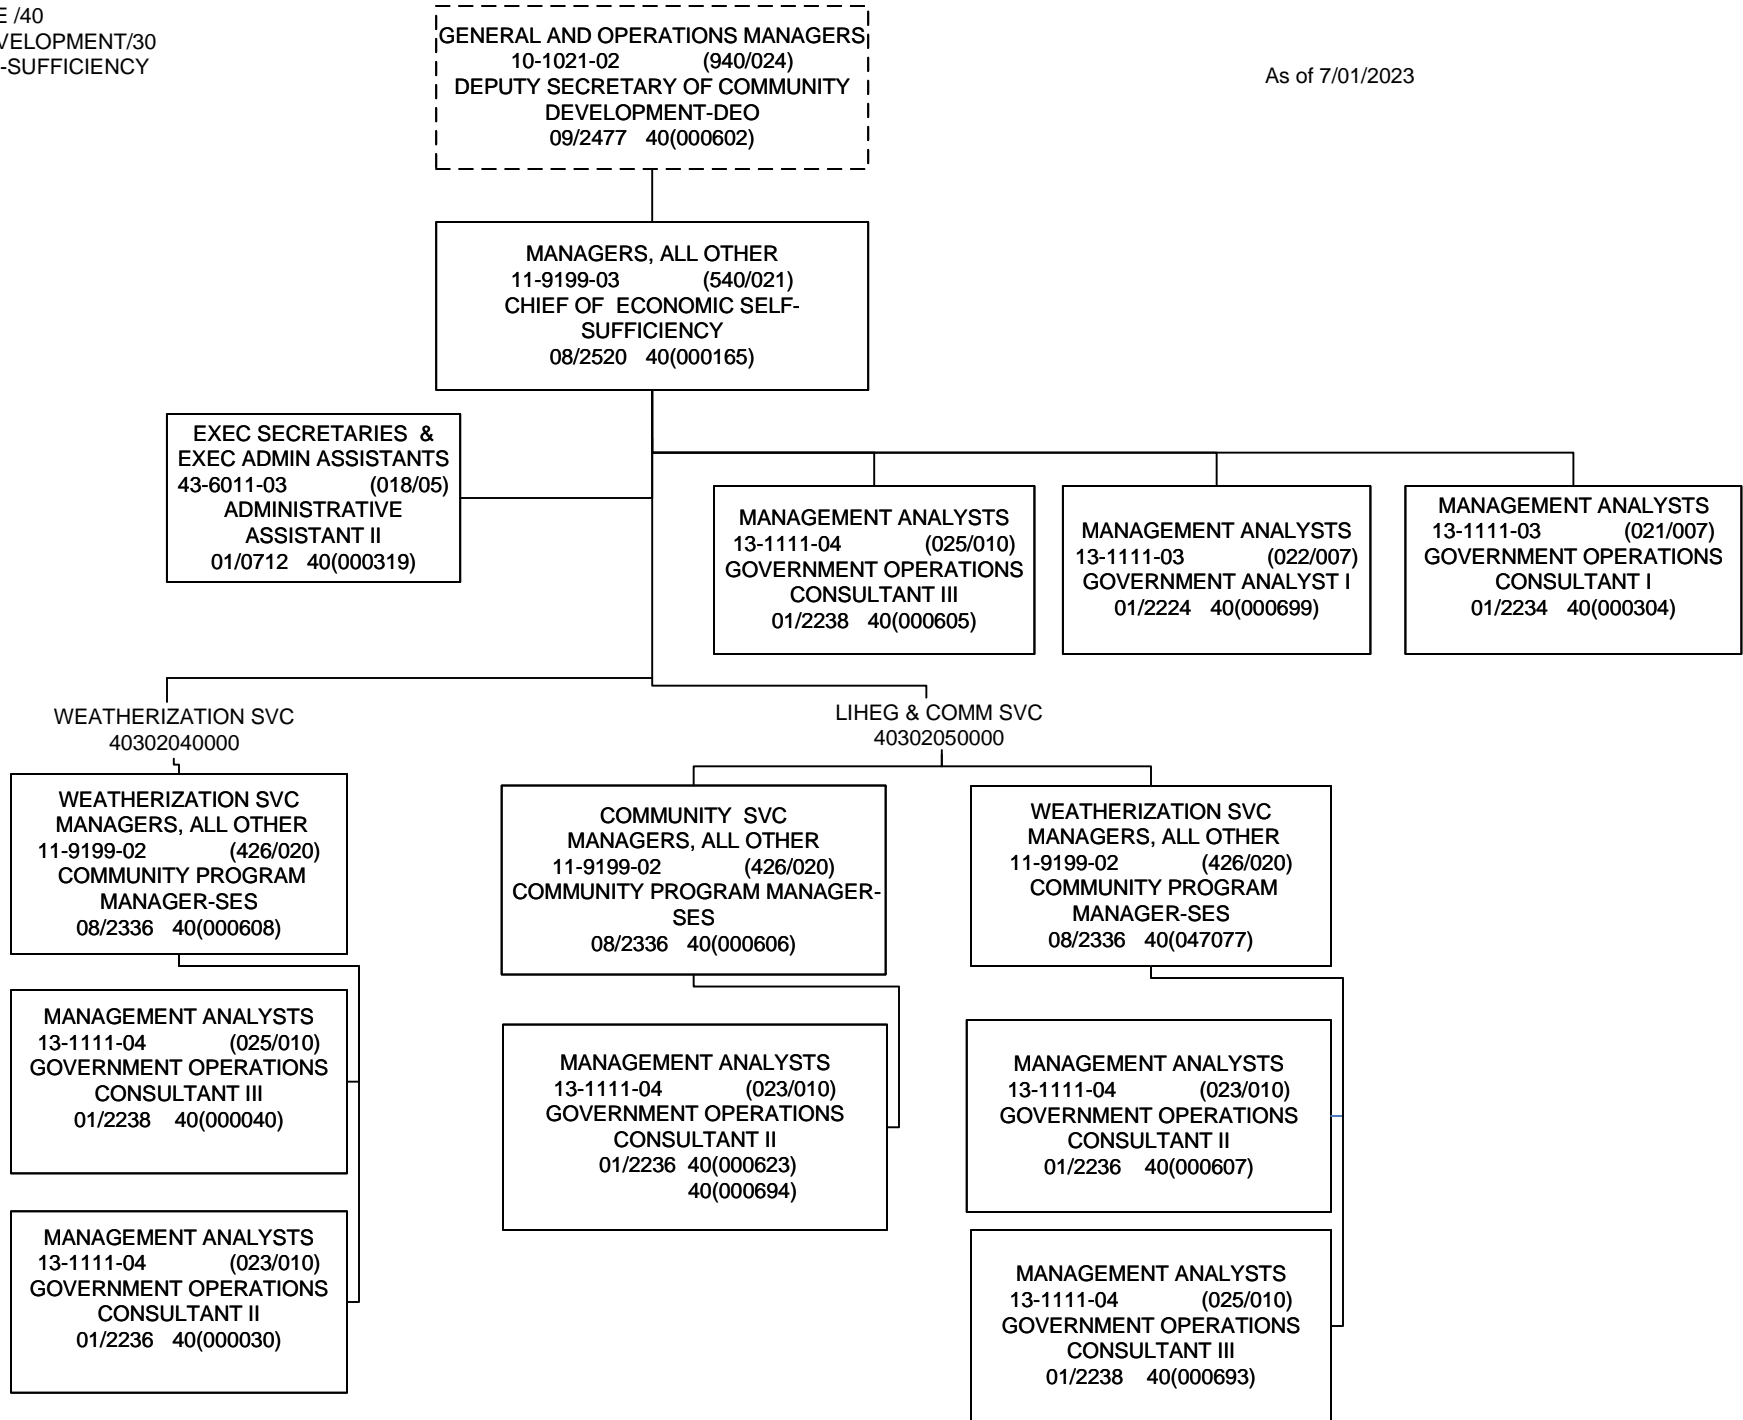 E /40
VELOPMENT/30
-SUFFICIENCY
As of 7/01/2023
GENERAL AND OPERATIONS MANAGERS
10-1021-02 (940/024)
DEPUTY SECRETARY OF COMMUNITY
DEVELOPMENT-DEO
09/2477 40(000602)
MANAGERS, ALL OTHER
11-9199-03 (540/021)
CHIEF OF ECONOMIC SELF-
SUFFICIENCY
08/2520 40(000165)
EXEC SECRETARIES &
EXEC ADMIN ASSISTANTS
43-6011-03 (018/05)
ADMINISTRATIVE
ASSISTANT II
01/0712 40(000319)
MANAGEMENT ANALYSTS
13-1111-04 (025/010)
GOVERNMENT OPERATIONS
CONSULTANT III
01/2238 40(000605)
MANAGEMENT ANALYSTS
13-1111-03 (022/007)
GOVERNMENT ANALYST I
01/2224 40(000699)
MANAGEMENT ANALYSTS
13-1111-03 (021/007)
GOVERNMENT OPERATIONS
CONSULTANT I
01/2234 40(000304)
WEATHERIZATION SVC
40302040000
LIHEG & COMM SVC
40302050000
WEATHERIZATION SVC
MANAGERS, ALL OTHER
11-9199-02 (426/020)
COMMUNITY PROGRAM
MANAGER-SES
08/2336 40(000608)
COMMUNITY SVC
MANAGERS, ALL OTHER
11-9199-02 (426/020)
COMMUNITY PROGRAM MANAGER-
SES
08/2336 40(000606)
WEATHERIZATION SVC
MANAGERS, ALL OTHER
11-9199-02 (426/020)
COMMUNITY PROGRAM
MANAGER-SES
08/2336 40(047077)
MANAGEMENT ANALYSTS
13-1111-04 (025/010)
GOVERNMENT OPERATIONS
CONSULTANT III
01/2238 40(000040)
MANAGEMENT ANALYSTS
13-1111-04 (023/010)
GOVERNMENT OPERATIONS
CONSULTANT II
01/2236 40(000623)
40(000694)
MANAGEMENT ANALYSTS
13-1111-04 (023/010)
GOVERNMENT OPERATIONS
CONSULTANT II
01/2236 40(000607)
MANAGEMENT ANALYSTS
13-1111-04 (023/010)
GOVERNMENT OPERATIONS
CONSULTANT II
01/2236 40(000030)
MANAGEMENT ANALYSTS
13-1111-04 (025/010)
GOVERNMENT OPERATIONS
CONSULTANT III
01/2238 40(000693)